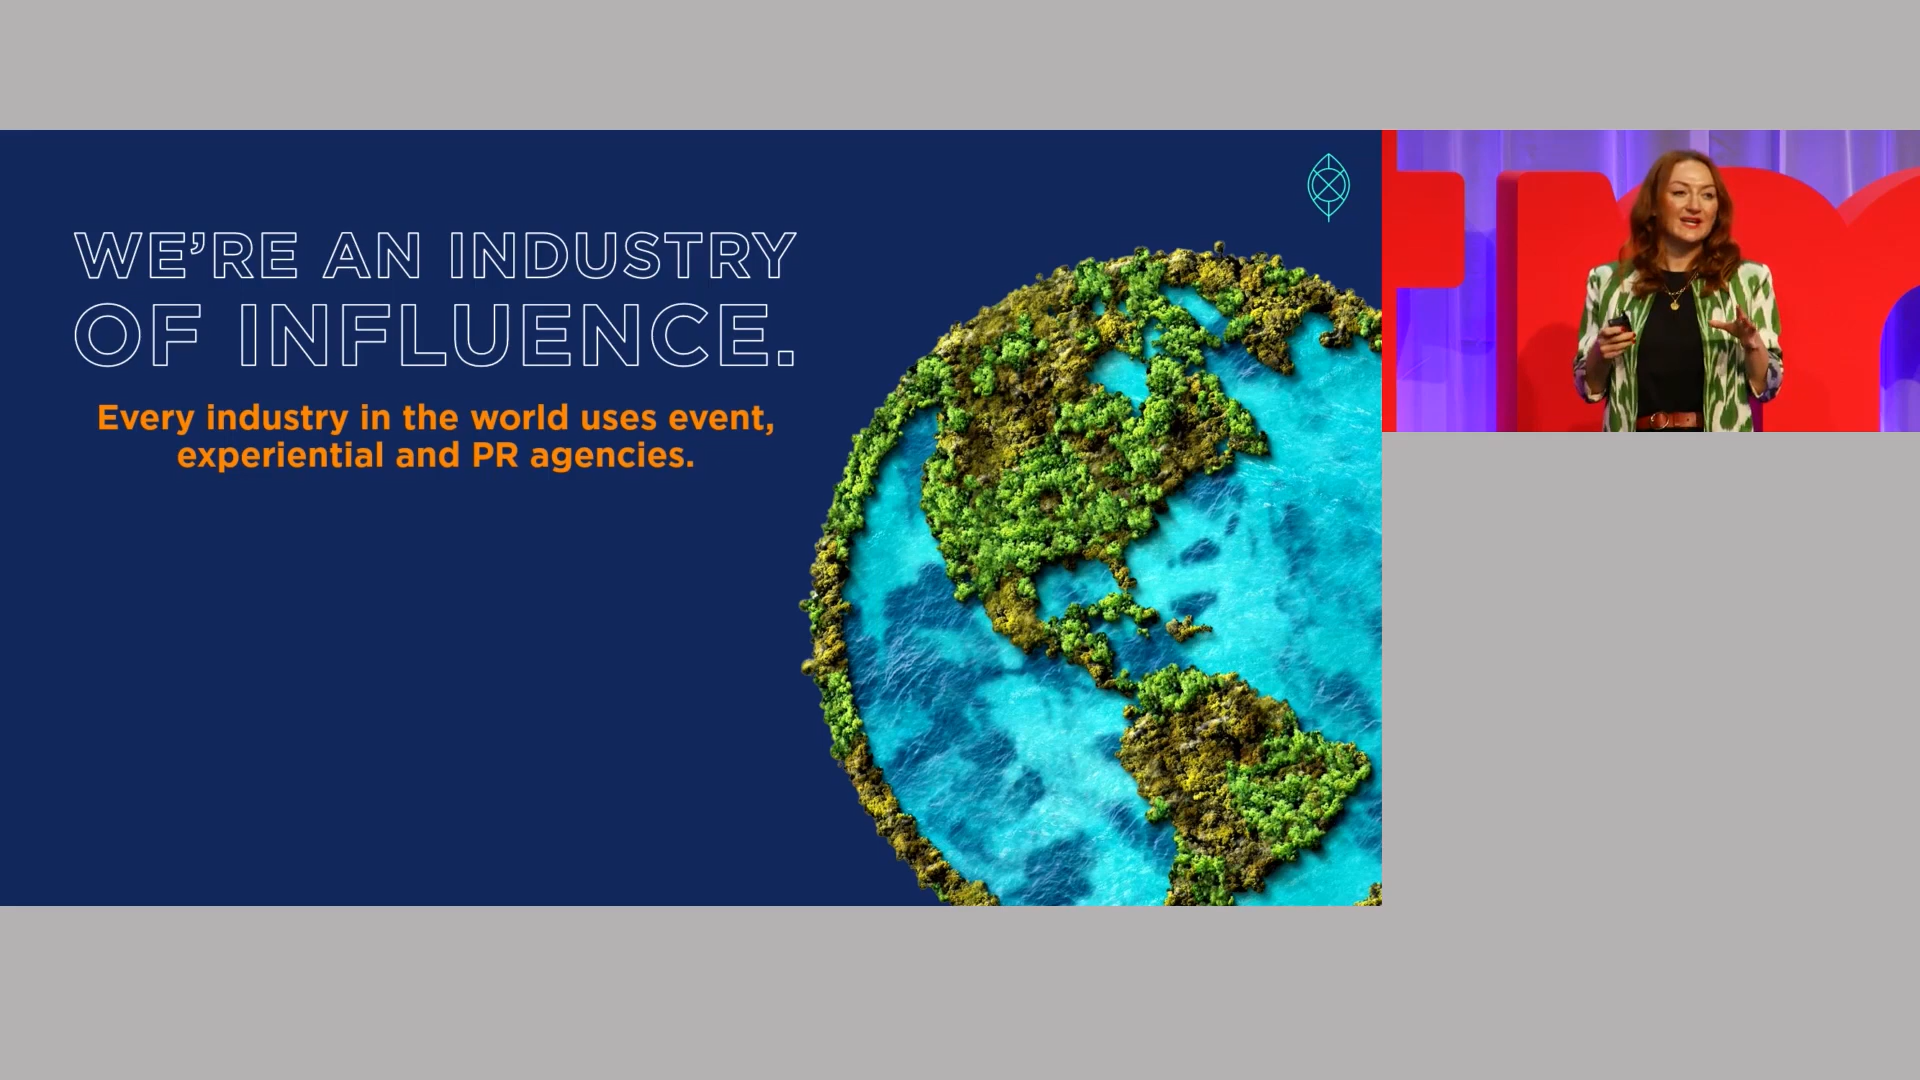 WE’RE AN INDUSTRY
OF INFLUENCE.
Every industry in the world uses event,
experiential and PR agencies.